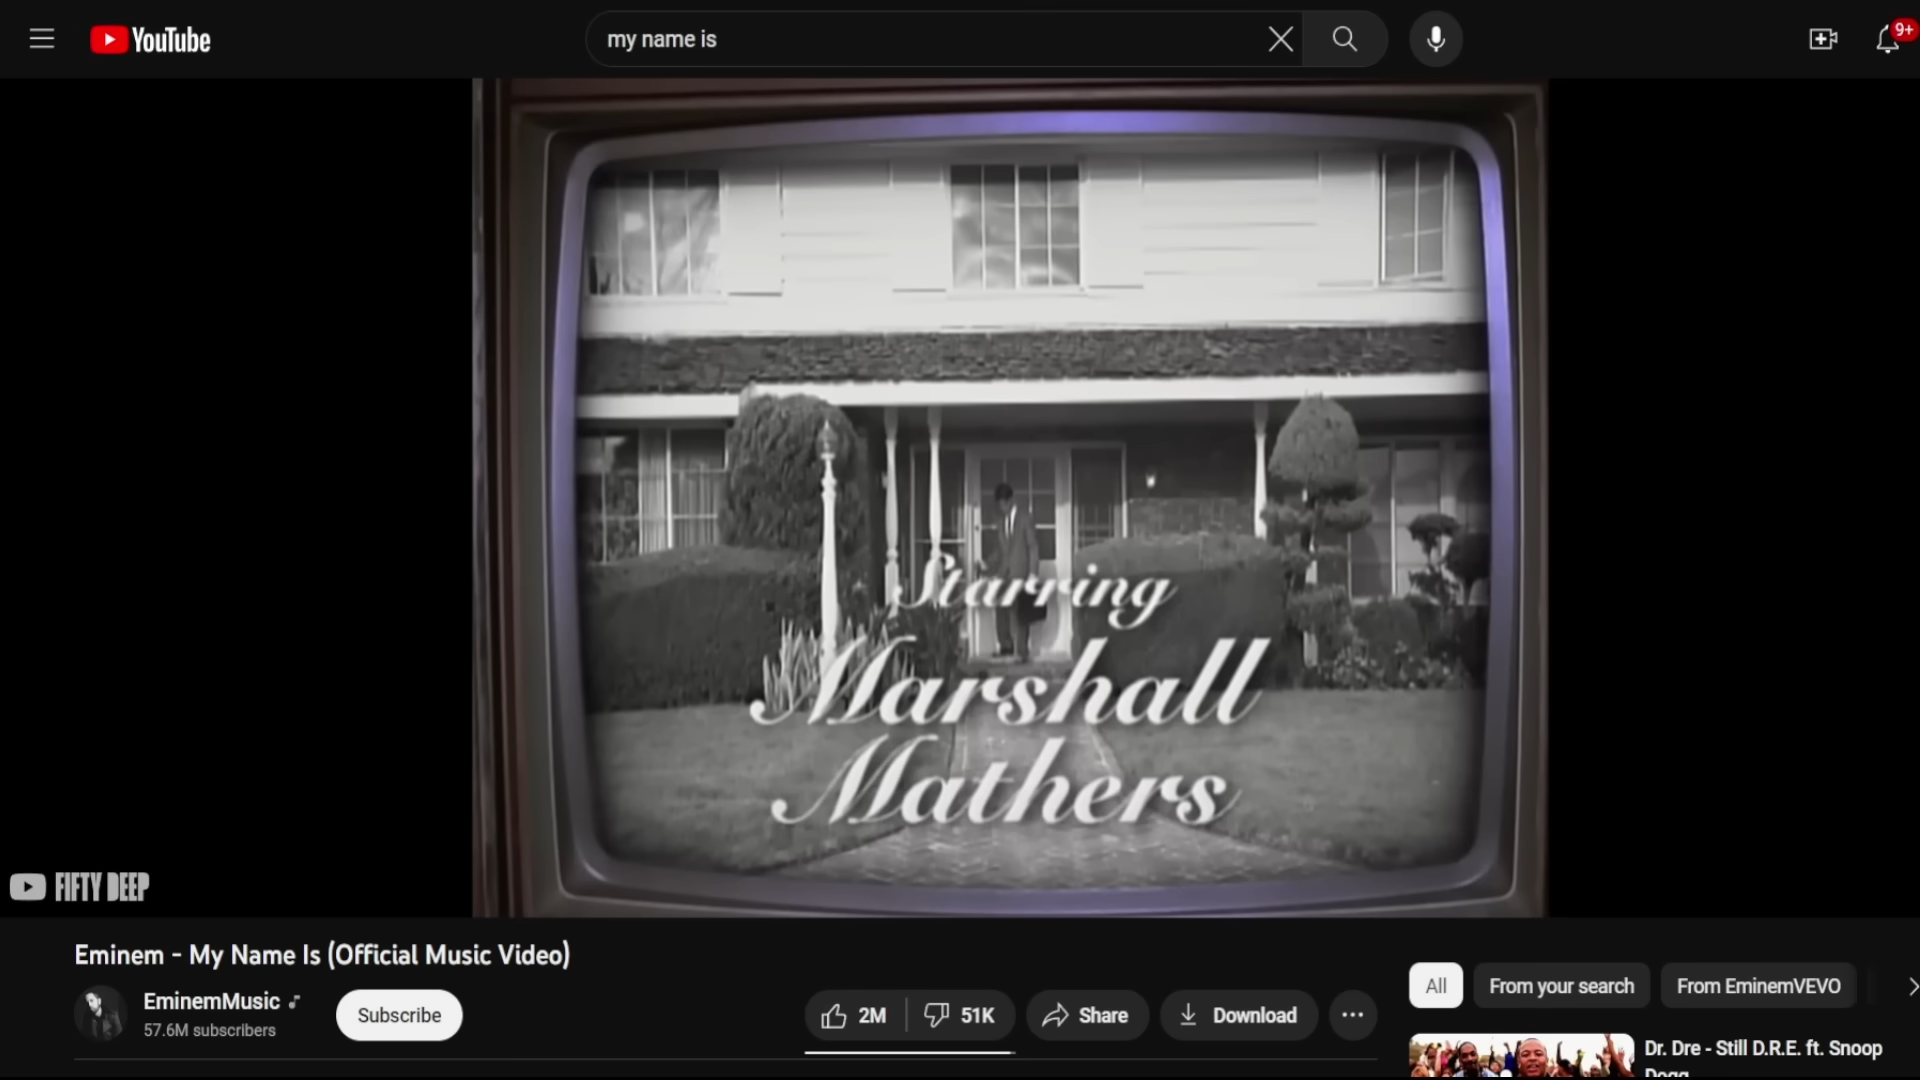 YouTube
my name is
9+
Starring
Marshall
Mathers
FIFTY DEEP
Eminem - My Name Is (Official Music Video)
EminemMusic
57.6M subscribers
Subscribe
2M
51K
Share
Download
All
From your search
From EminemVEVO
Dr. Dre - Still D.R.E. ft. Snoop
Dogg